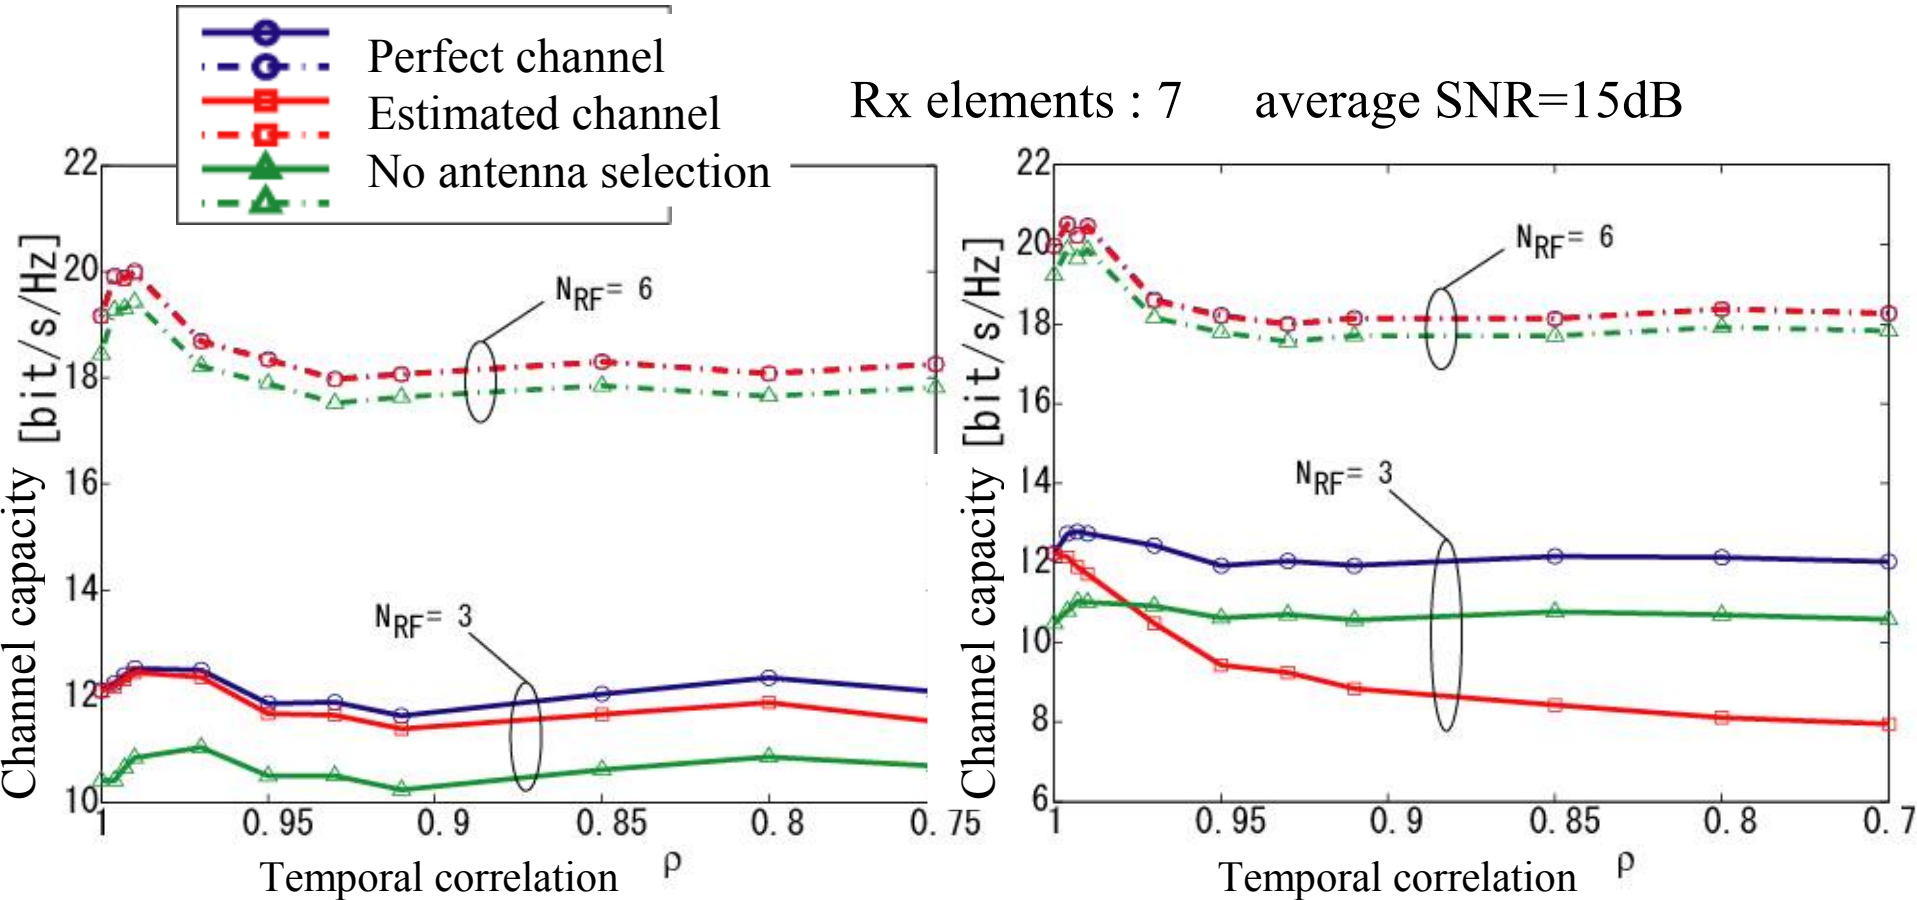 Perfect channel
Estimated channel
No antenna selection
Rx elements : 7 average SNR=15dB
22
20
18
16
14
12
10
Channel capacity [bit/s/Hz]
N_RF= 6
N_RF= 3
1 0.95 0.9 0.85 0.8 0.75
Temporal correlation ρ
22
20
18
16
14
12
10
8
6
Channel capacity [bit/s/Hz]
N_RF= 6
N_RF= 3
1 0.95 0.9 0.85 0.8 0.7
Temporal correlation ρ